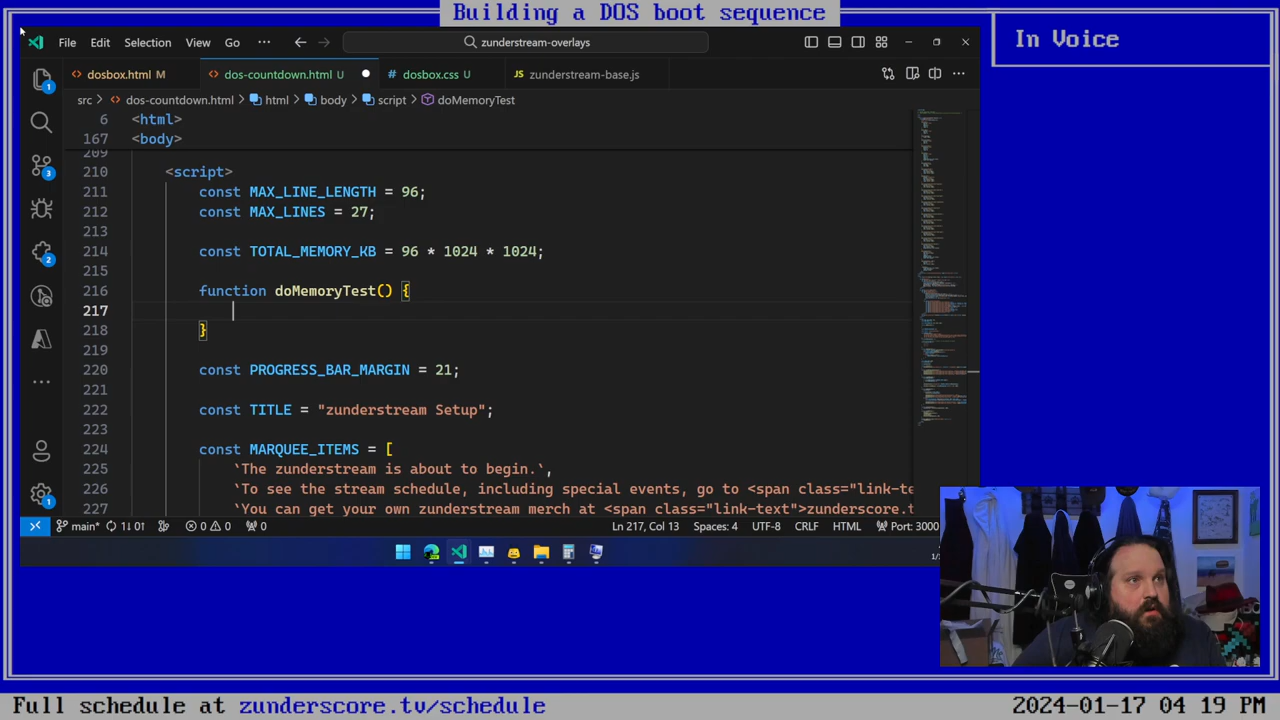 Building a DOS boot sequence
In Voice
File Edit Selection View Go ··· zunderstream-overlays
dosbox.html M dos-countdown.html U dosbox.css U zunderstream-base.js
src > dos-countdown.html > html > body > script > doMemoryTest
6 <html>
167 <body>
209
210 <script>
211 const MAX_LINE_LENGTH = 96;
212 const MAX_LINES = 27;
213
214 const TOTAL_MEMORY_KB = 96 * 1024 * 1024;
215
216 function doMemoryTest() {
217
218 }
219
220 const PROGRESS_BAR_MARGIN = 21;
221
222 const TITLE = "zunderstream Setup";
223
224 const MARQUEE_ITEMS = [
225 `The zunderstream is about to begin.`,
226 `To see the stream schedule, including special events, go to <span class="link-te
227 `You can get your own zunderstream merch at <span class="link-text">zunderscore.t
main* 1↓ 0↑ 0 0 0 Ln 217, Col 13 Spaces: 4 UTF-8 CRLF HTML Port: 3000
Full schedule at zunderscore.tv/schedule
2024-01-17 04:19 PM